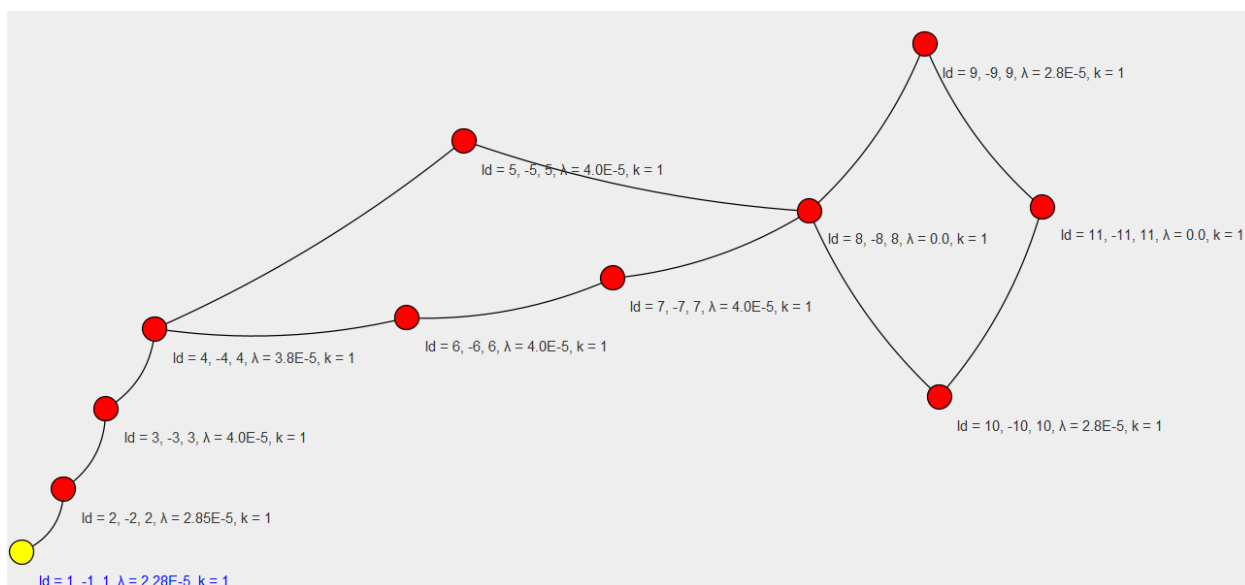 Id = 9, -9, 9, λ = 2.8E-5, k = 1
Id = 5, -5, 5, λ = 4.0E-5, k = 1
Id = 8, -8, 8, λ = 0.0, k = 1
Id = 11, -11, 11, λ = 0.0, k = 1
Id = 7, -7, 7, λ = 4.0E-5, k = 1
Id = 6, -6, 6, λ = 4.0E-5, k = 1
Id = 4, -4, 4, λ = 3.8E-5, k = 1
Id = 10, -10, 10, λ = 2.8E-5, k = 1
Id = 3, -3, 3, λ = 4.0E-5, k = 1
Id = 2, -2, 2, λ = 2.85E-5, k = 1
Id = 1, -1, 1, λ = 2.28E-5, k = 1